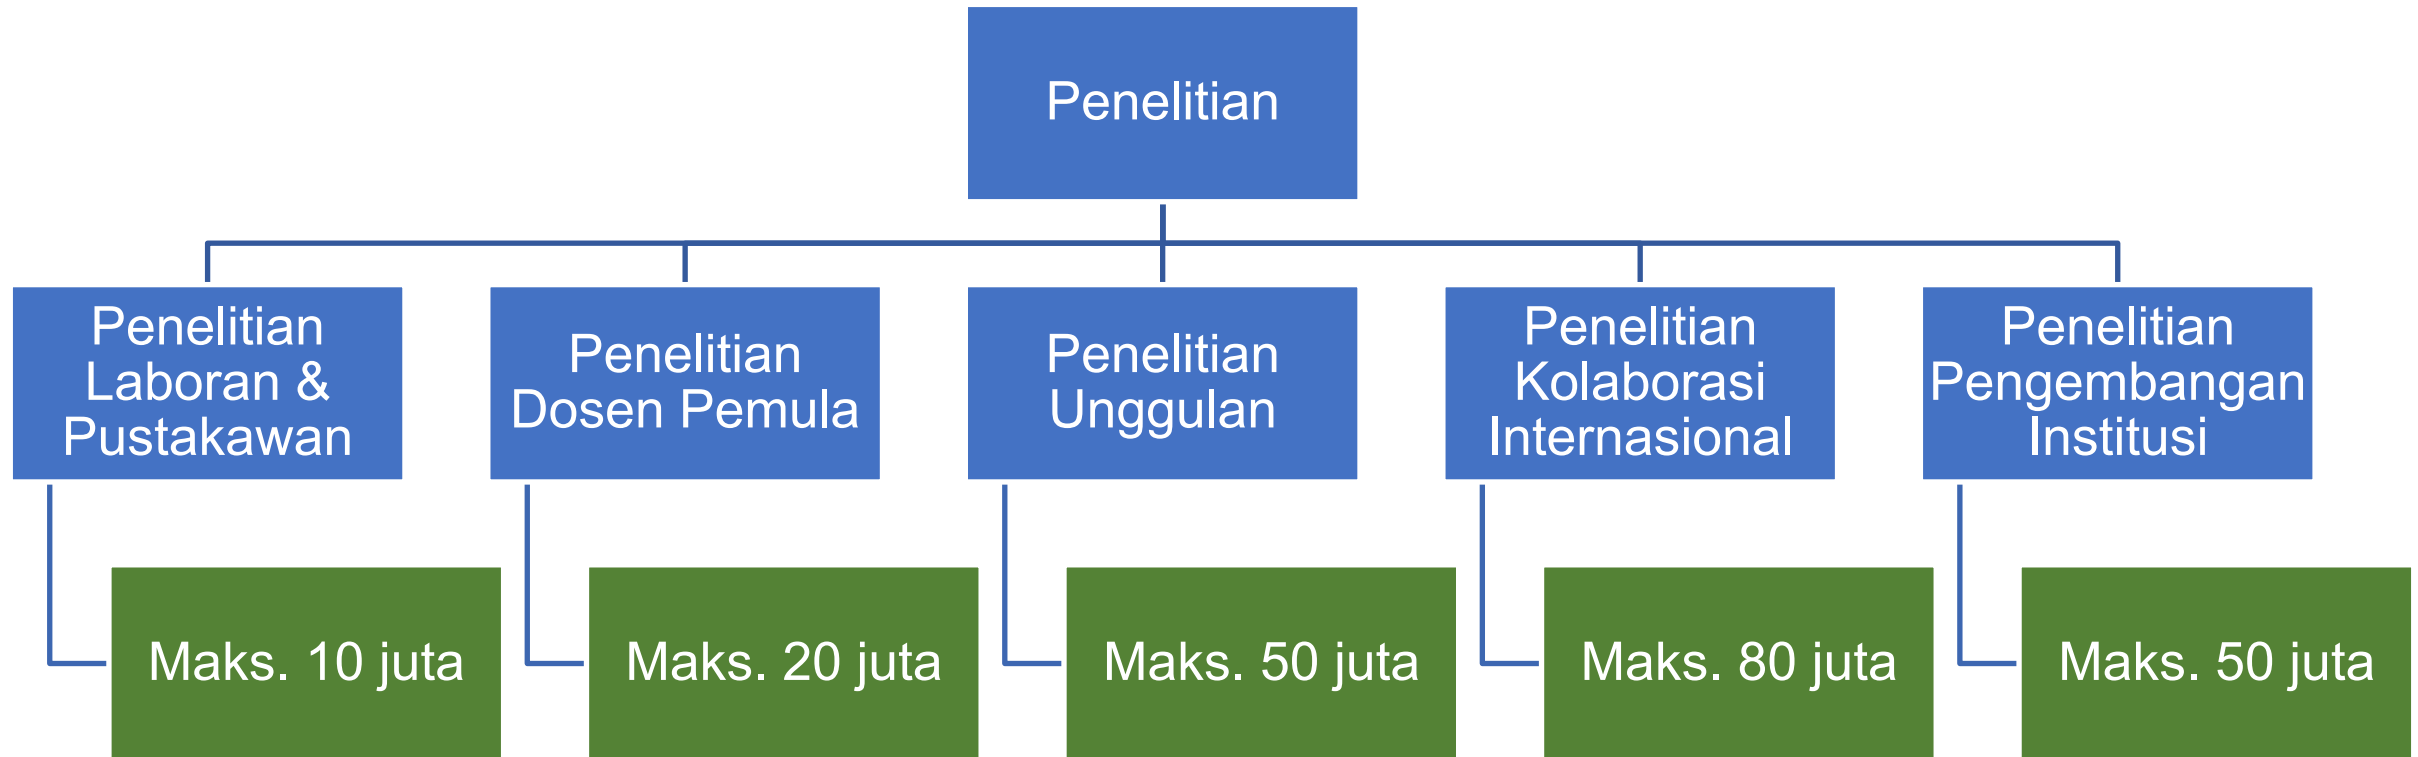 Penelitian
Penelitian
Laboran &
Pustakawan
Penelitian
Dosen Pemula
Penelitian
Unggulan
Penelitian
Kolaborasi
Internasional
Penelitian
Pengembangan
Institusi
Maks. 10 juta
Maks. 20 juta
Maks. 50 juta
Maks. 80 juta
Maks. 50 juta